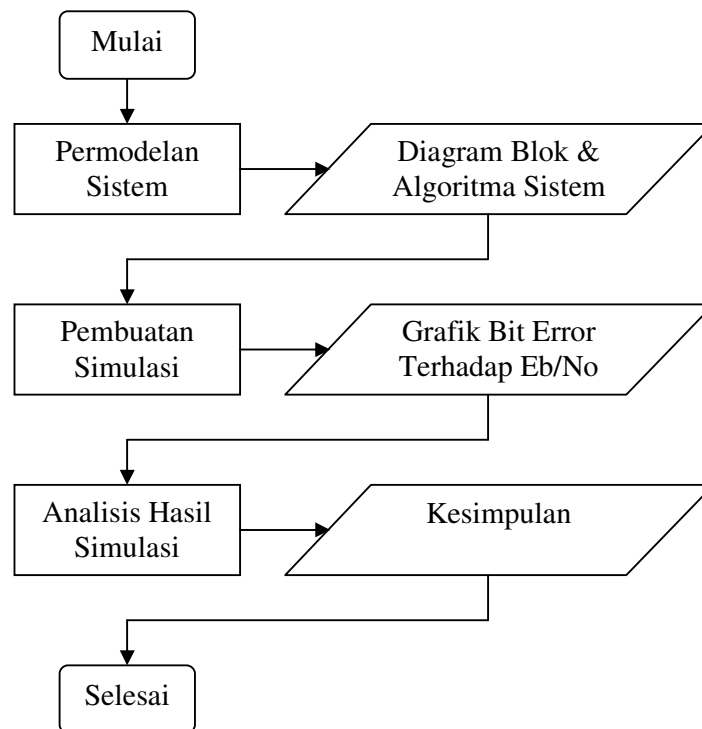 Mulai
Permodelan
Sistem
Diagram Blok &
Algoritma Sistem
Pembuatan
Simulasi
Grafik Bit Error
Terhadap Eb/No
Analisis Hasil
Simulasi
Kesimpulan
Selesai